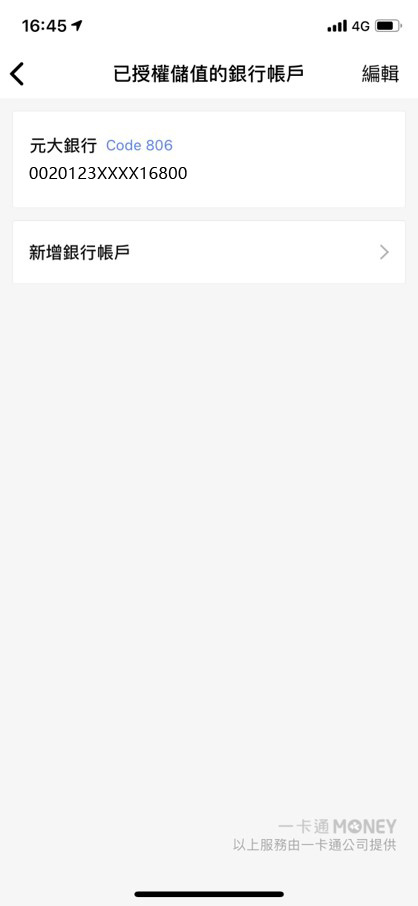 16:45 4G
已授權儲值的銀行帳戶 編輯
元大銀行 Code 806
0020123XXXX16800
新增銀行帳戶
一卡通 MONEY
以上服務由一卡通公司提供